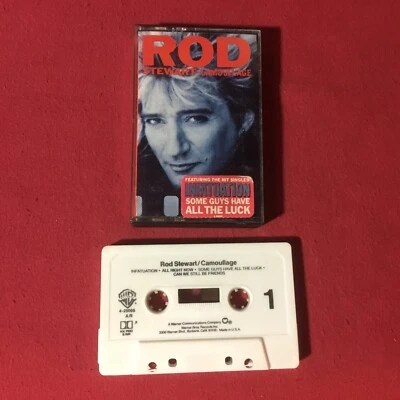 ROD
STEWART CAMOUFLAGE
FEATURING THE HIT SINGLES
INFATUATION
SOME GUYS HAVE
ALL THE LUCK
Rod Stewart/Camouflage
INFATUATION • ALL RIGHT NOW • SOME GUYS HAVE ALL THE LUCK •
CAN WE STILL BE FRIENDS
1
A Warner Communications Company
Warner Bros. Records Inc.
Made in U.S.A.